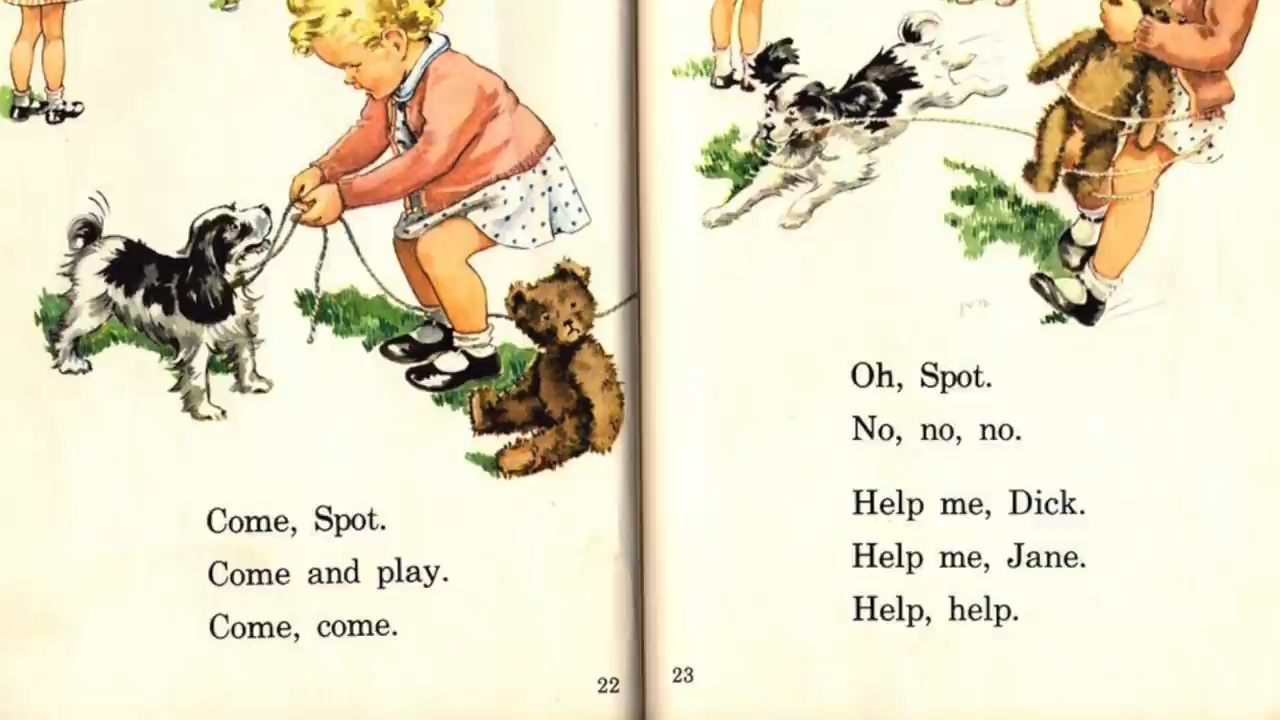 Come, Spot.
Come and play.
Come, come.
22
Oh, Spot.
No, no, no.
Help me, Dick.
Help me, Jane.
Help, help.
23